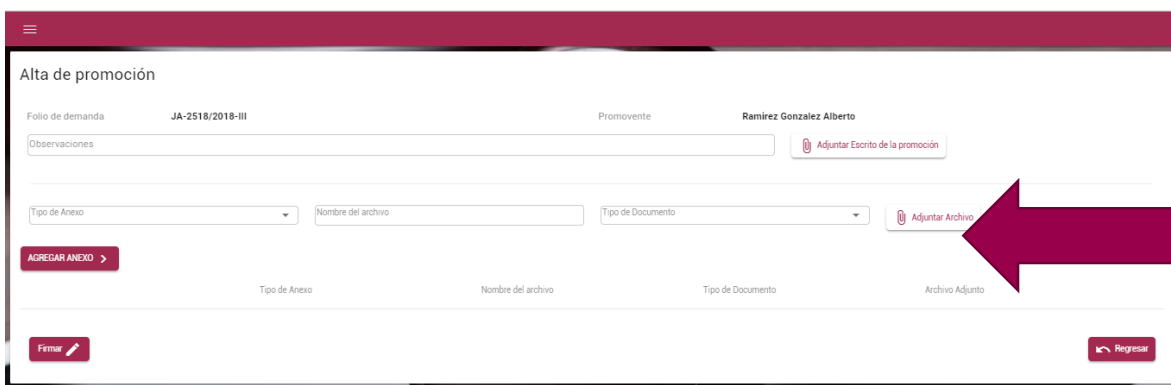 Alta de promoción
Folio de demanda JA-2518/2018-III Promovente Ramirez Gonzalez Alberto
Observaciones Adjuntar Escrito de la promoción
Tipo de Anexo Nombre del archivo Tipo de Documento Adjuntar Archivo
AGREGAR ANEXO
Tipo de Anexo Nombre del archivo Tipo de Documento Archivo Adjunto
Firmar Regresar